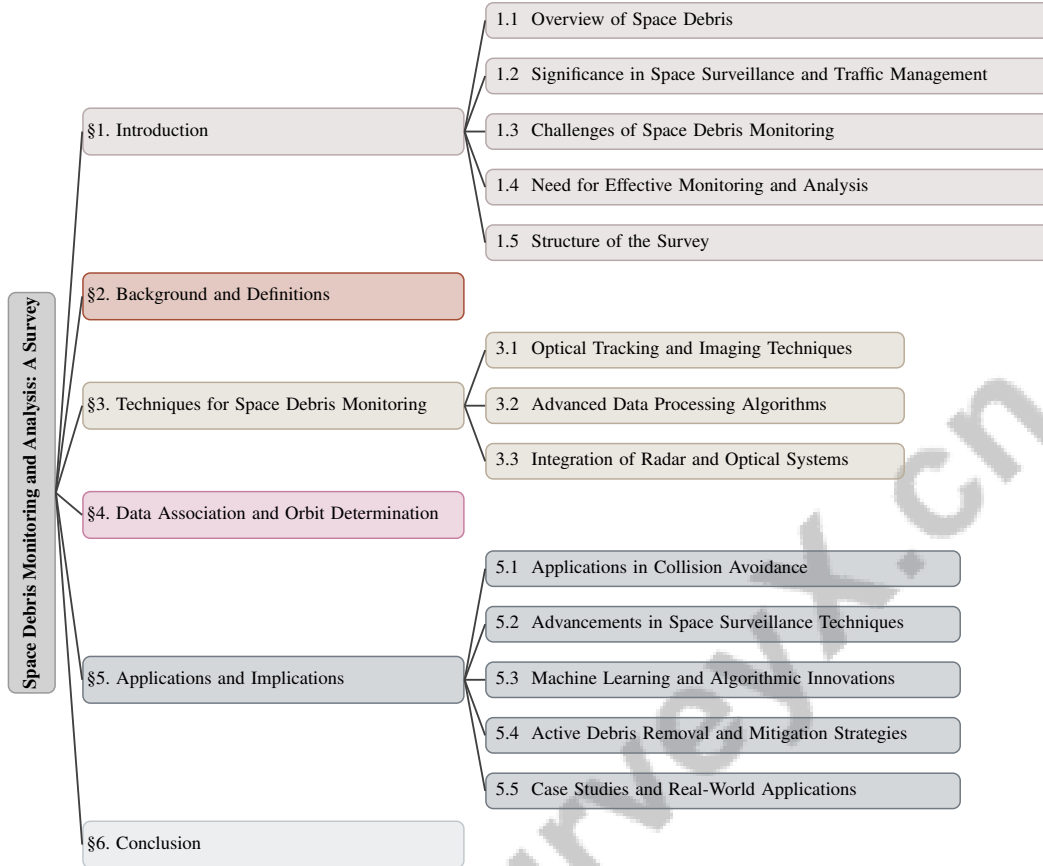 Space Debris Monitoring and Analysis: A Survey
§1. Introduction
1.1 Overview of Space Debris
1.2 Significance in Space Surveillance and Traffic Management
1.3 Challenges of Space Debris Monitoring
1.4 Need for Effective Monitoring and Analysis
1.5 Structure of the Survey
§2. Background and Definitions
§3. Techniques for Space Debris Monitoring
3.1 Optical Tracking and Imaging Techniques
3.2 Advanced Data Processing Algorithms
3.3 Integration of Radar and Optical Systems
§4. Data Association and Orbit Determination
§5. Applications and Implications
5.1 Applications in Collision Avoidance
5.2 Advancements in Space Surveillance Techniques
5.3 Machine Learning and Algorithmic Innovations
5.4 Active Debris Removal and Mitigation Strategies
5.5 Case Studies and Real-World Applications
§6. Conclusion
urveyx.cn